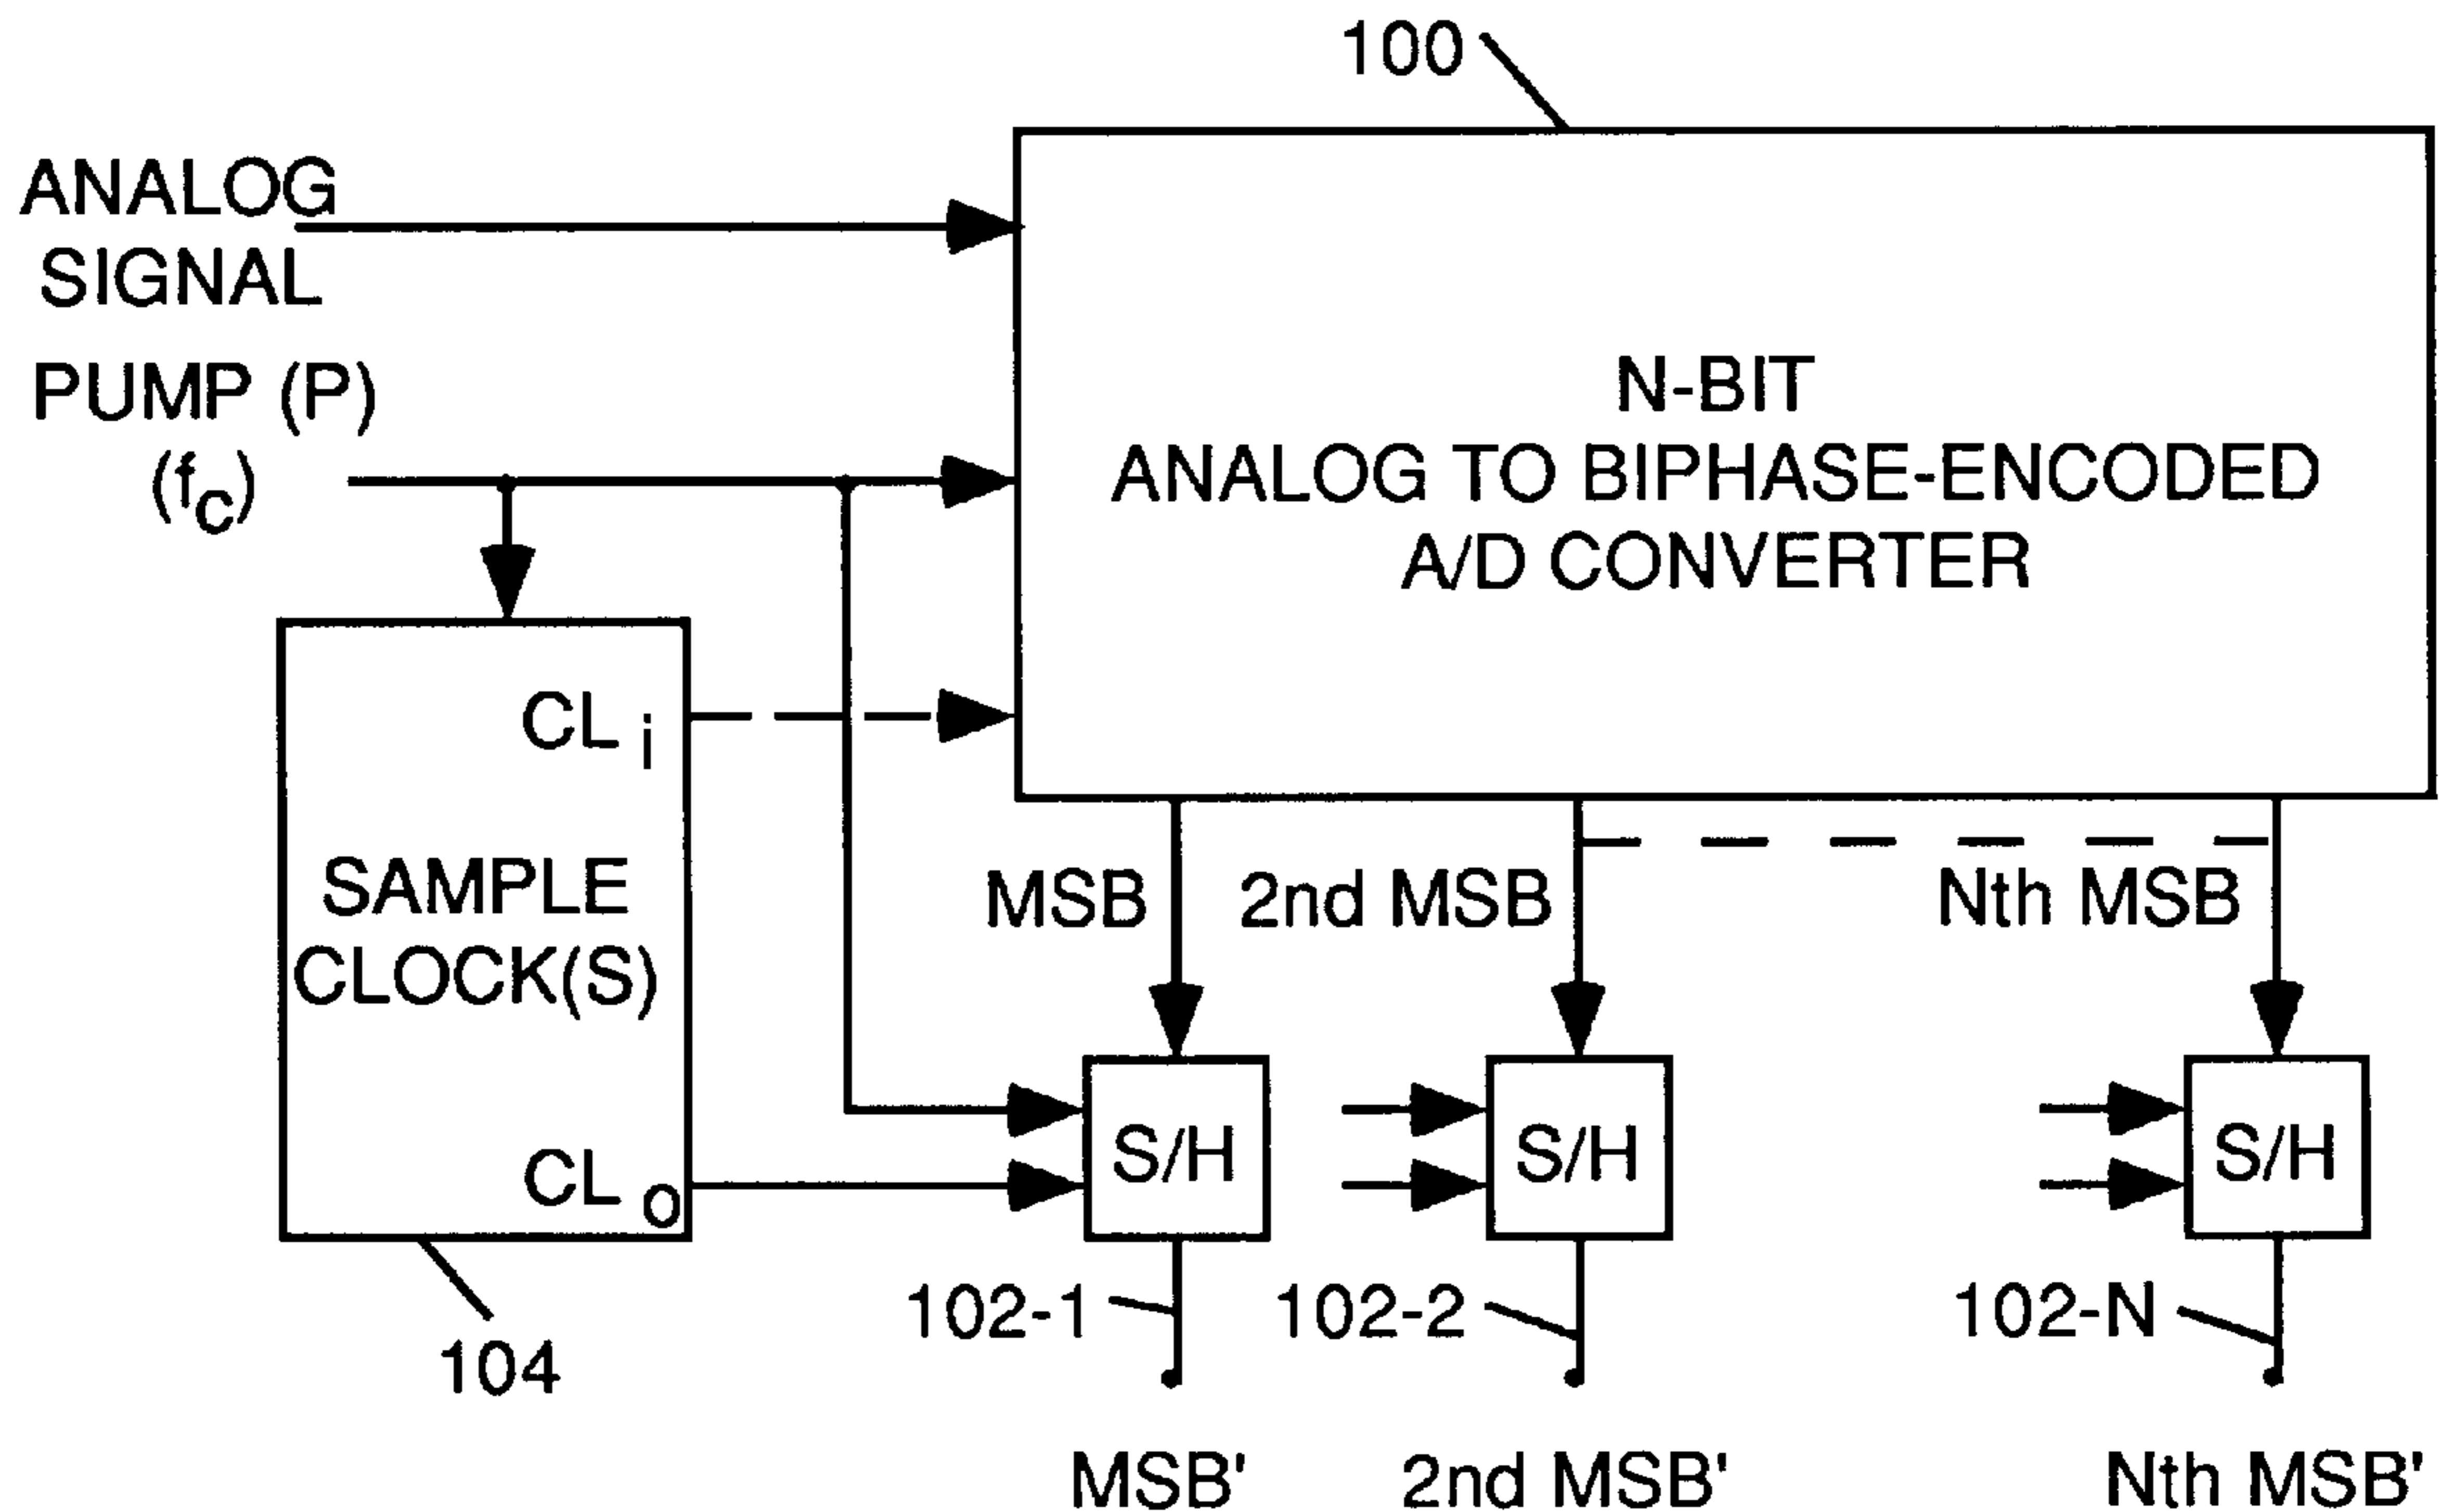 100
ANALOG
SIGNAL
PUMP (P)
(fc)
N-BIT
ANALOG TO BIPHASE-ENCODED
A/D CONVERTER
CL i
SAMPLE
CLOCK(S)
CL o
MSB
2nd MSB
Nth MSB
S/H
S/H
S/H
102-1
102-2
102-N
104
MSB'
2nd MSB'
Nth MSB'